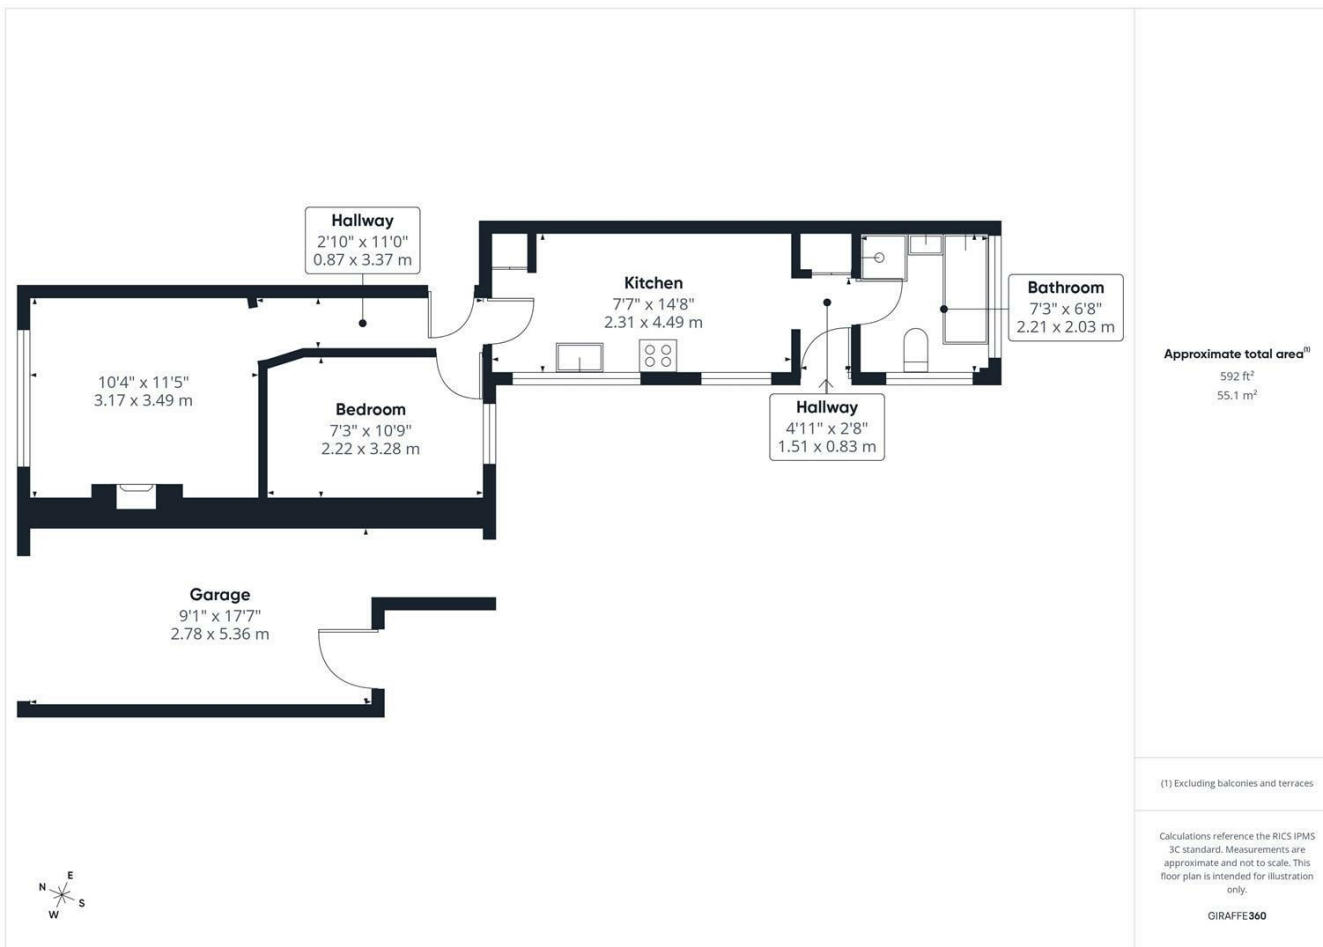 Hallway
2'10" x 11'0"
0.87 x 3.37 m
Kitchen
7'7" x 14'8"
2.31 x 4.49 m
Bathroom
7'3" x 6'8"
2.21 x 2.03 m
10'4" x 11'5"
3.17 x 3.49 m
Bedroom
7'3" x 10'9"
2.22 x 3.28 m
Hallway
4'11" x 2'8"
1.51 x 0.83 m
Garage
9'1" x 17'7"
2.78 x 5.36 m
N
E
S
W
Approximate total area(1)
592 ft²
55.1 m²
(1) Excluding balconies and terraces
Calculations reference the RICS IPMS
3C standard. Measurements are
approximate and not to scale. This
floor plan is intended for illustration
only.
GIRAFFE360